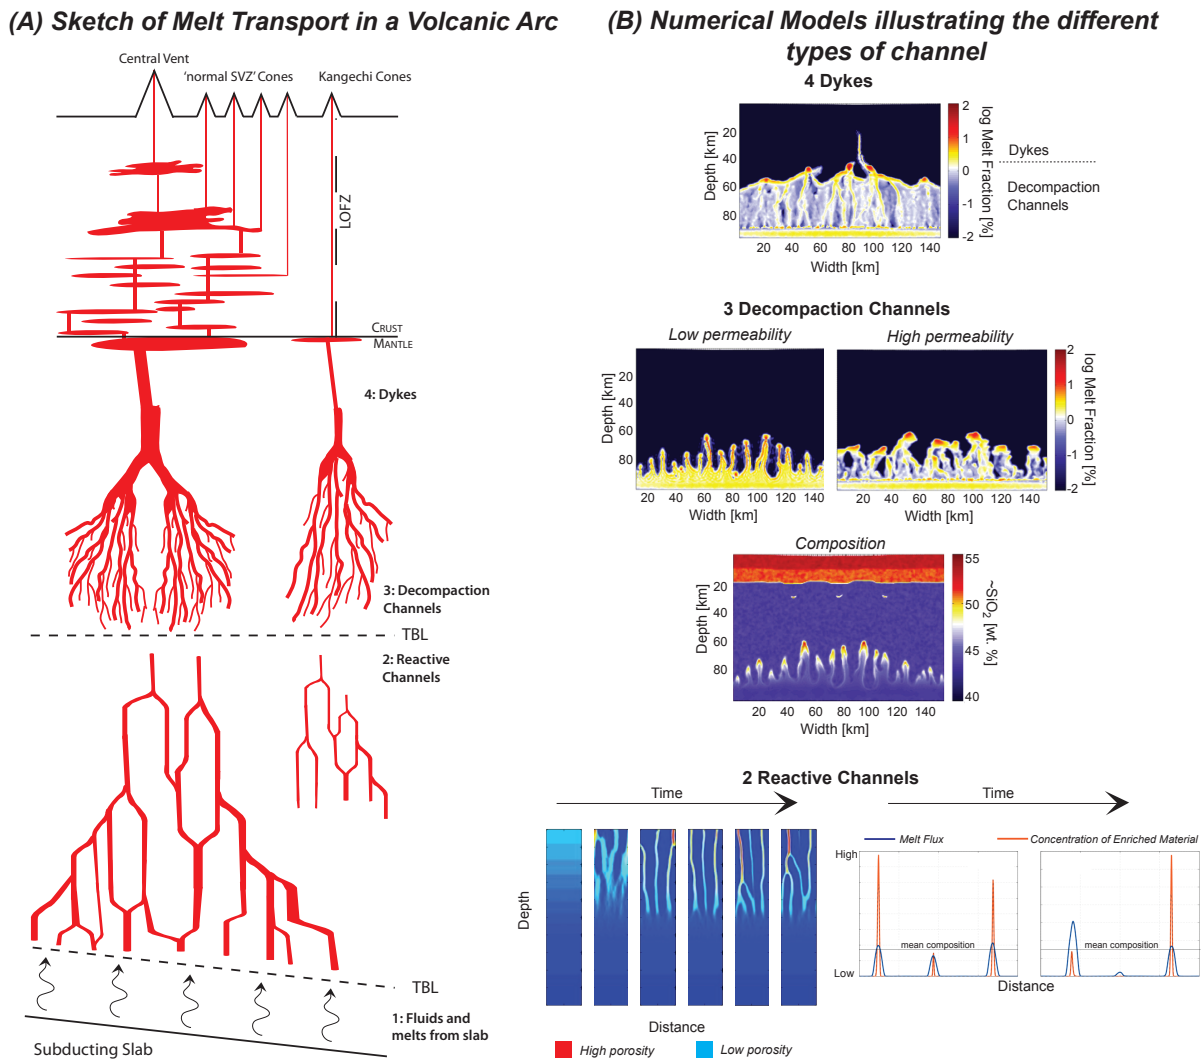 (A) Sketch of Melt Transport in a Volcanic Arc
Central Vent
'normal SVZ' Cones
Kangechi Cones
LOFZ
CRUST
MANTLE
4: Dykes
3: Decompaction
Channels
TBL
2: Reactive
Channels
TBL
1: Fluids and
melts from slab
Subducting Slab
(B) Numerical Models illustrating the different
types of channel
4 Dykes
Depth [km]
20
40
60
80
20 40 60 80 100 120 140
Width [km]
2
1
0
-1
-2
log Melt Fraction [%]
Dykes
Decompaction
Channels
3 Decompaction Channels
Low permeability
High permeability
Depth [km]
20
40
60
80
20 40 60 80 100 120 140
Width [km]
20 40 60 80 100 120 140
Width [km]
2
1
0
-1
-2
log Melt Fraction [%]
Composition
Depth [km]
20
40
60
80
20 40 60 80 100 120 140
Width [km]
55
50
45
40
~SiO2 [wt. %]
2 Reactive Channels
Time
Time
Depth
Distance
High porosity
Low porosity
Melt Flux
Concentration of Enriched Material
High
mean composition
mean composition
Low
Distance